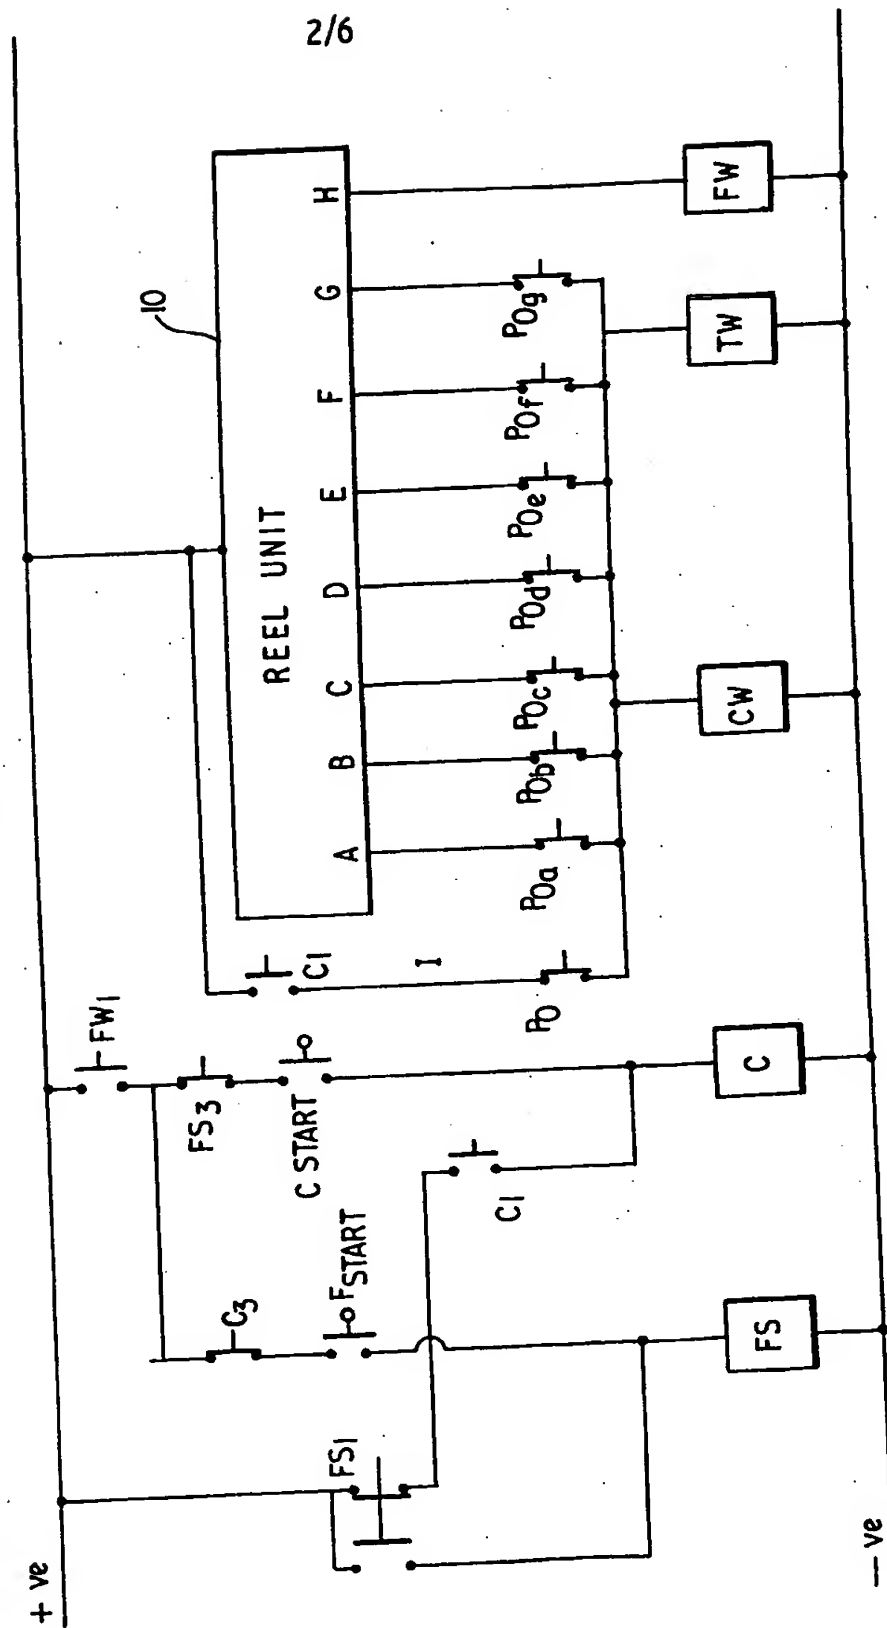 2/6
+ ve
10
REEL UNIT
A B C D E F G H
FW1
FS3
C START
C1
I
C3
FSTART
FS1
C1
P0
P0a
P0b
P0c
P0d
P0e
P0f
P0g
FS
C
CW
TW
FW
— ve